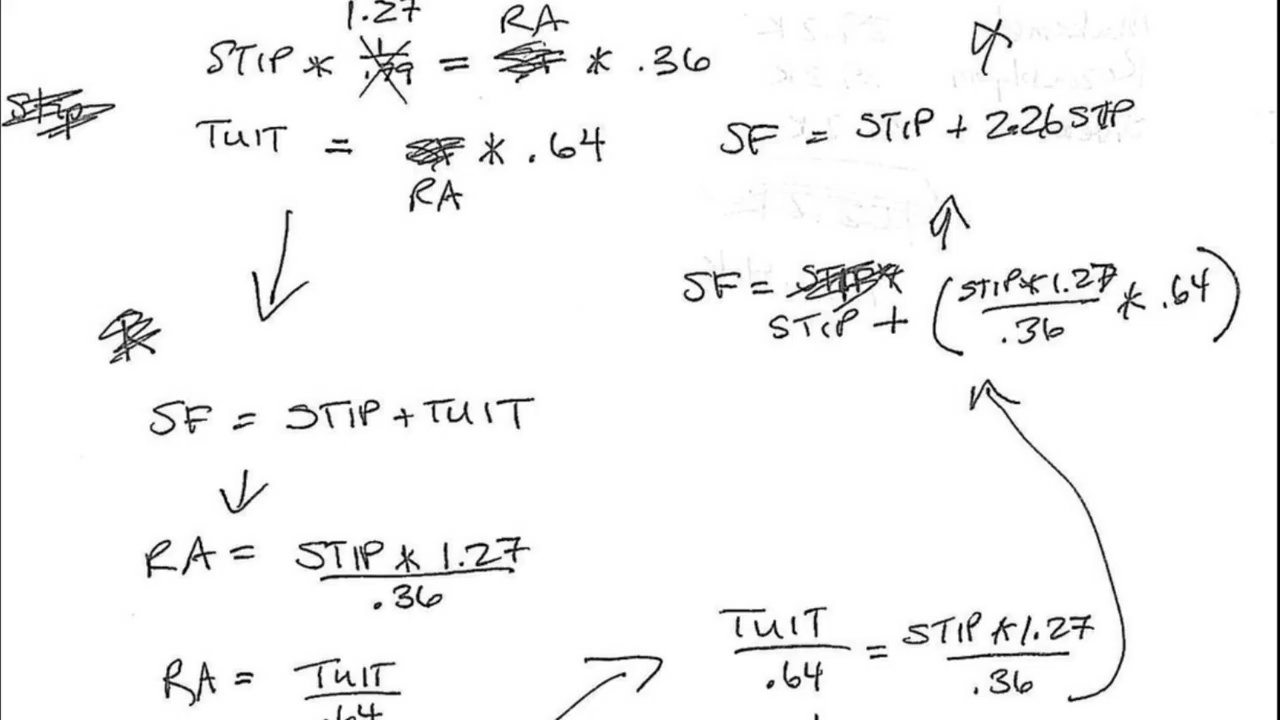 1.27
STIP * = RA * .36
TUIT = RA * .64
SF = STIP + TUIT
RA = STIP * 1.27
.36
RA = TUIT
.64
TUIT = STIP * 1.27
.64 .36
SF = STIP + (STIP * 1.27 * .64)
.36
SF = STIP + 2.26 STIP